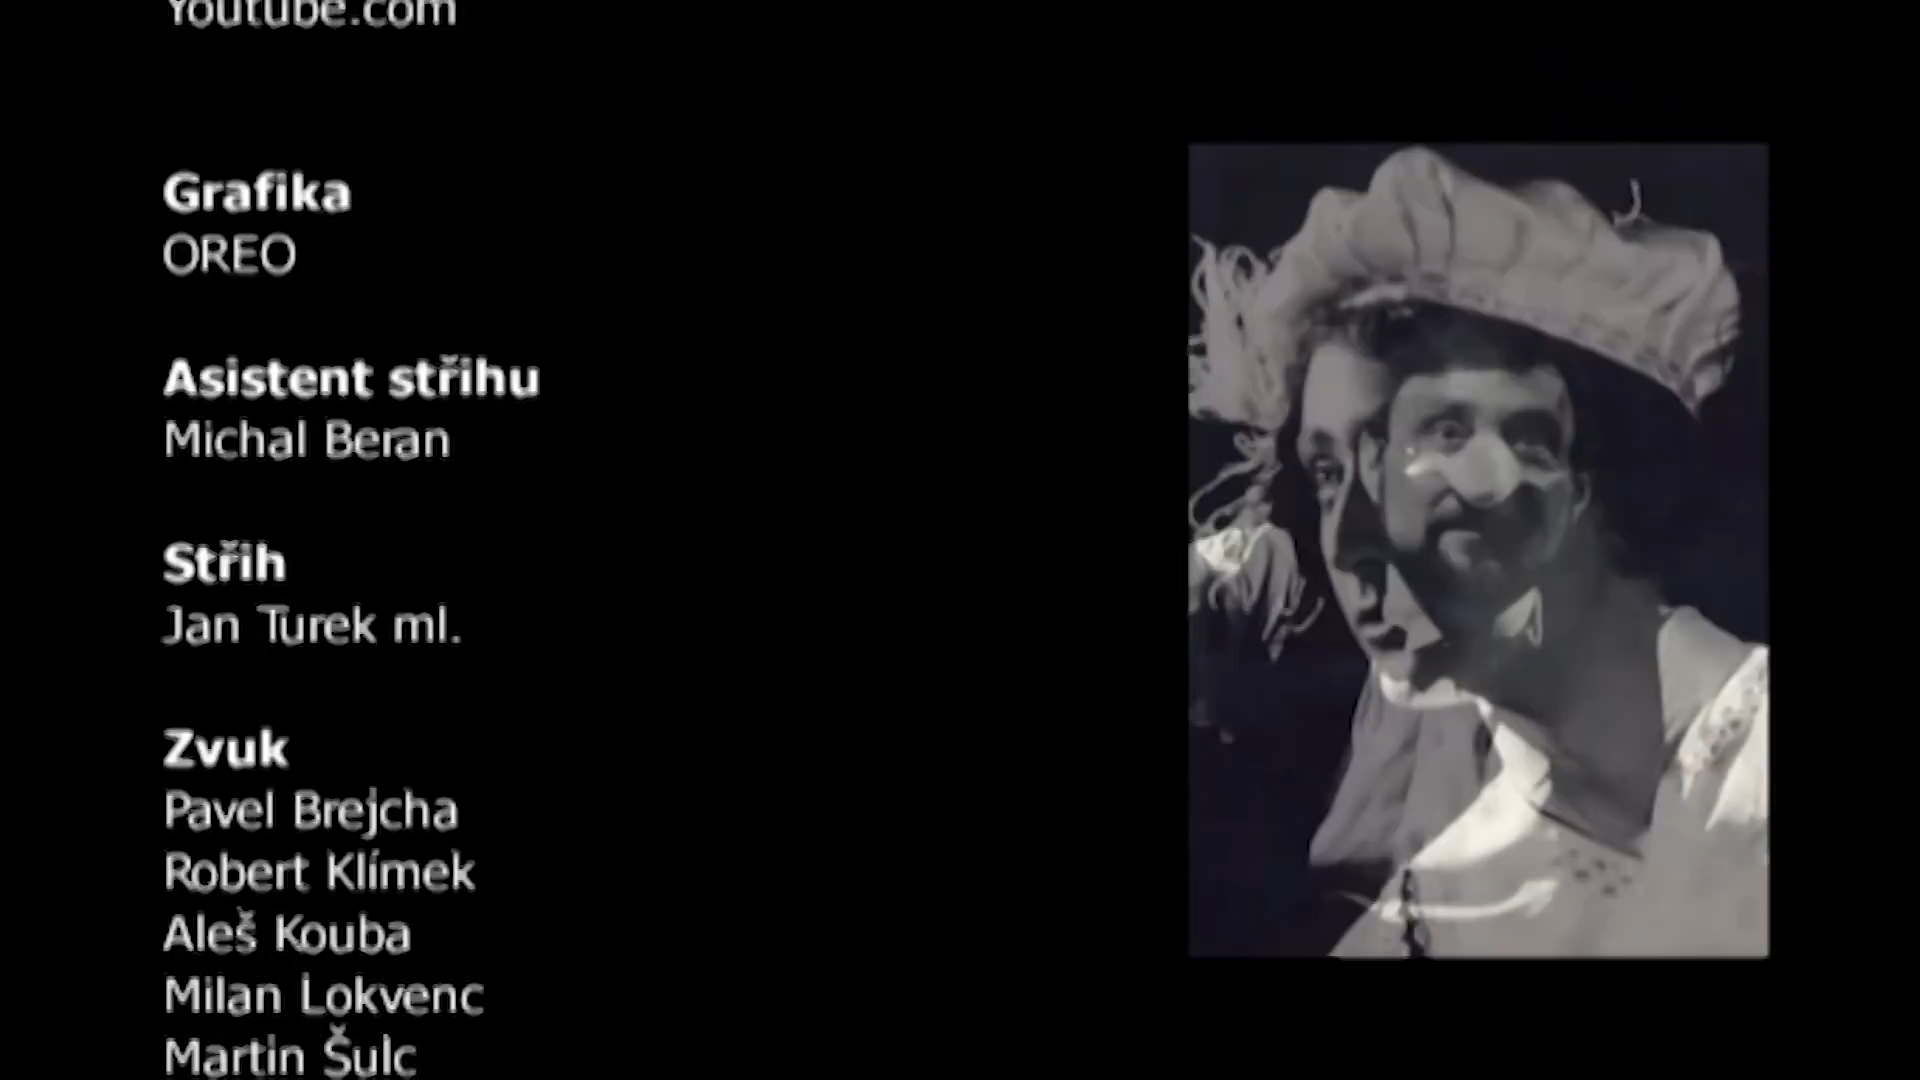 Youtube.com
Grafika
OREO
Asistent střihu
Michal Beran
Střih
Jan Turek ml.
Zvuk
Pavel Brejcha
Robert Klímek
Aleš Kouba
Milan Lokvenc
Martin Šulc